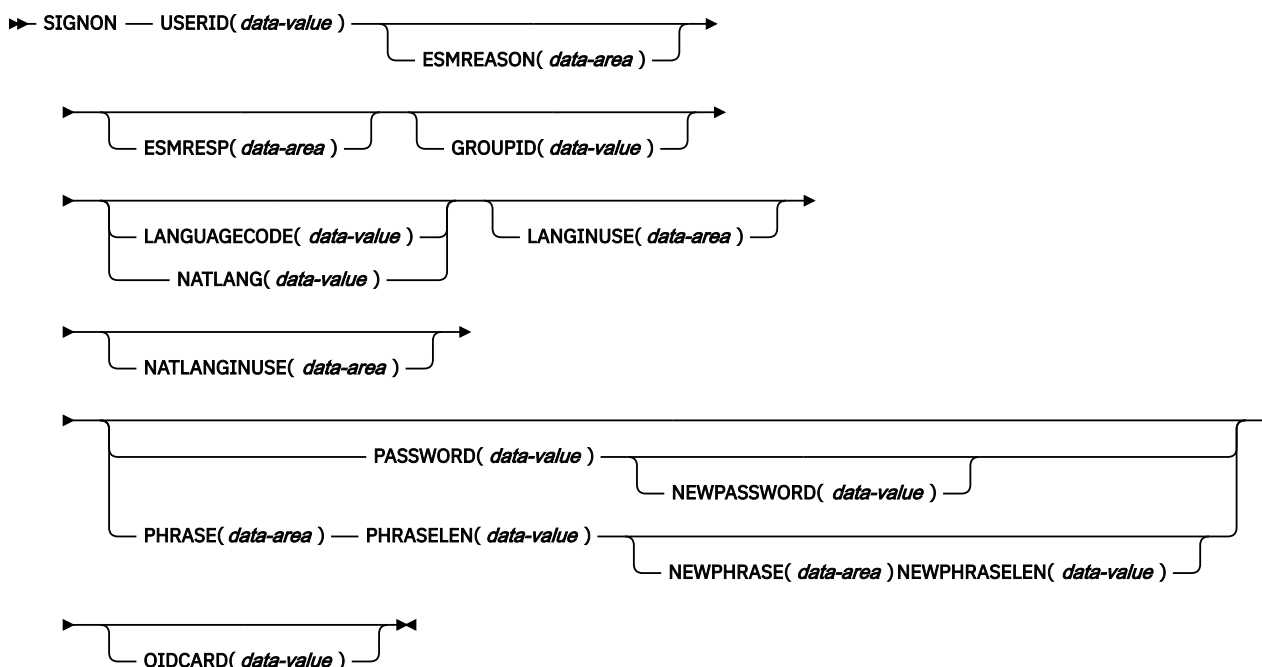 SIGNON USERID( data-value )
ESMREASON( data-area )
ESMRESP( data-area ) GROUPID( data-value )
LANGUAGECODE( data-value ) LANGINUSE( data-area )
NATLANG( data-value )
NATLANGINUSE( data-area )
PASSWORD( data-value )
NEWPASSWORD( data-value )
PHRASE( data-area ) PHRASELEN( data-value )
NEWPHRASE( data-area ) NEWPHRASELEN( data-value )
OIDCARD( data-value )